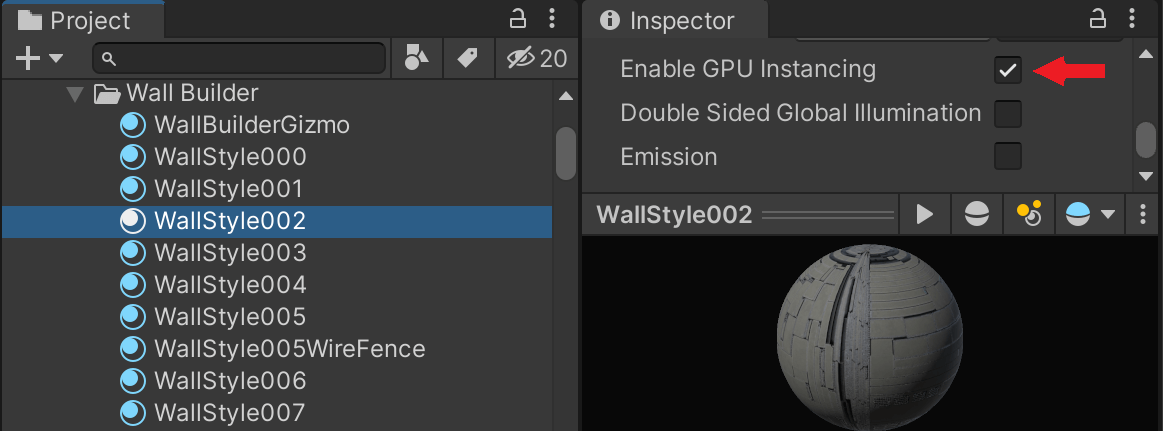 Project
20
Wall Builder
WallBuilderGizmo
WallStyle000
WallStyle001
WallStyle002
WallStyle003
WallStyle004
WallStyle005
WallStyle005WireFence
WallStyle006
WallStyle007
Inspector
Enable GPU Instancing
Double Sided Global Illumination
Emission
WallStyle002